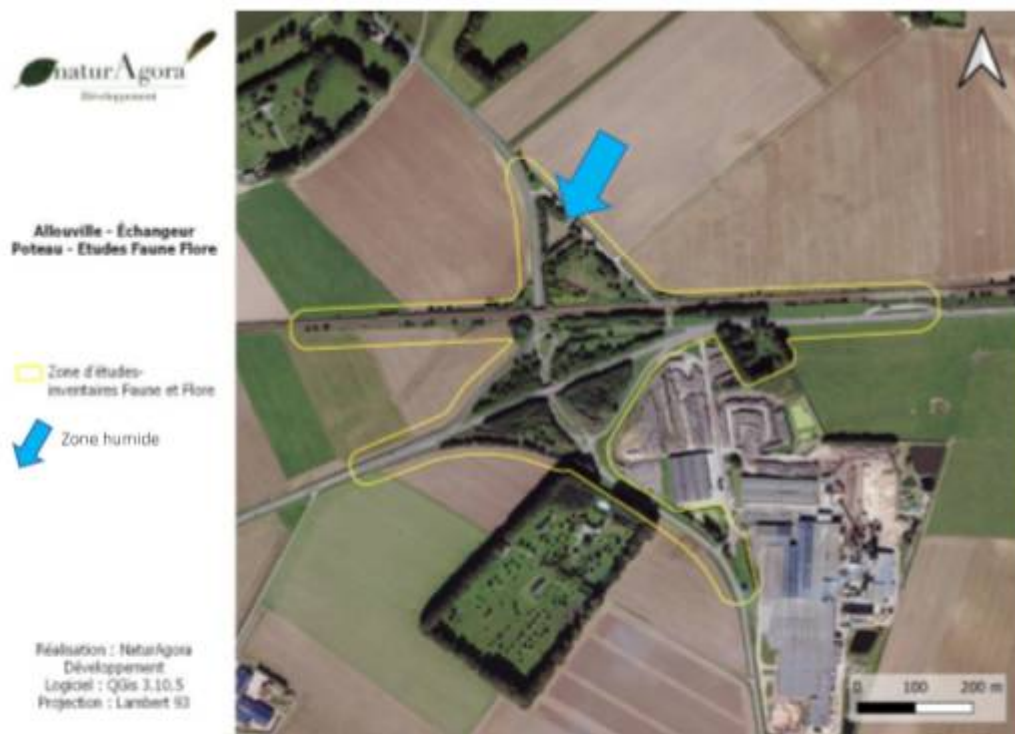 naturAgora
Développement
Allouville - Échangeur
Poteau - Etudes Faune Flore
Zone d'études-
inventaires Faune et Flore
Zone humide
Réalisation : NaturAgora
Développement
Logiciel : QGis 3.10.5
Projection : Lambert 93
0 100 200 m